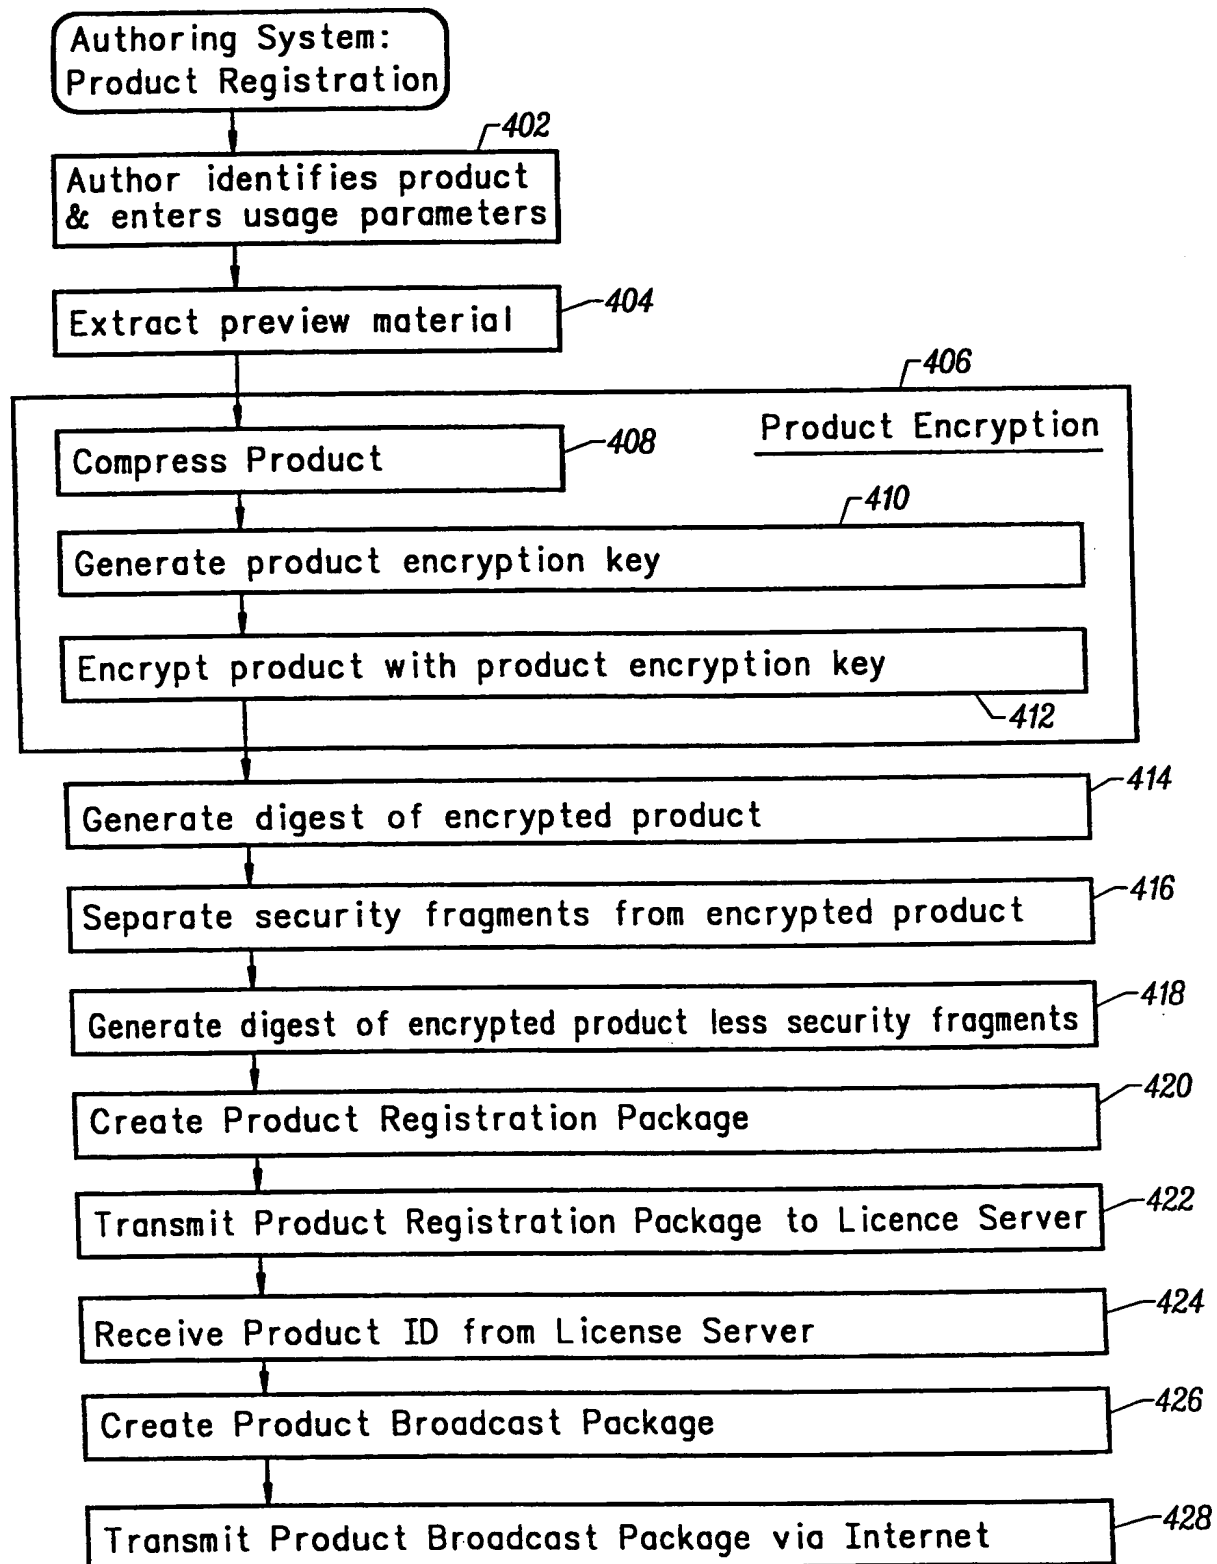 Authoring System:
Product Registration
402
Author identifies product
& enters usage parameters
404
Extract preview material
406
Product Encryption
408
Compress Product
410
Generate product encryption key
Encrypt product with product encryption key
412
414
Generate digest of encrypted product
416
Separate security fragments from encrypted product
418
Generate digest of encrypted product less security fragments
420
Create Product Registration Package
422
Transmit Product Registration Package to Licence Server
424
Receive Product ID from License Server
426
Create Product Broadcast Package
428
Transmit Product Broadcast Package via Internet